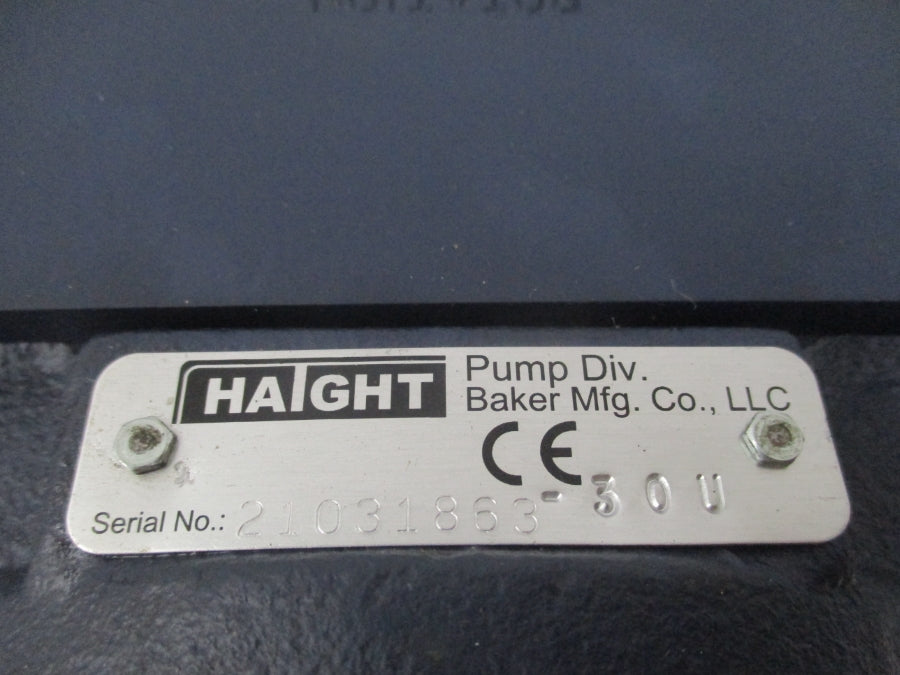 HAIGHT
Pump Div.
Baker Mfg. Co., LLC
CE
Serial No.: 21031863-30U